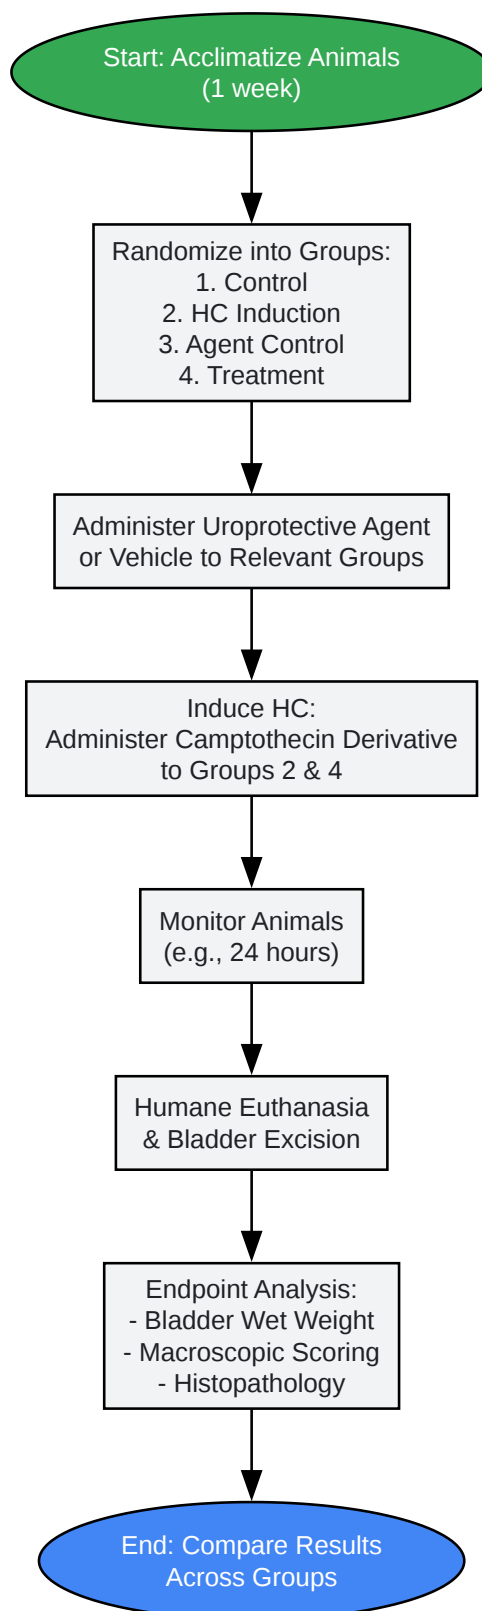 Start: Acclimatize Animals
(1 week)
Randomize into Groups:
1. Control
2. HC Induction
3. Agent Control
4. Treatment
Administer Uroprotective Agent
or Vehicle to Relevant Groups
Induce HC:
Administer Camptothecin Derivative
to Groups 2 & 4
Monitor Animals
(e.g., 24 hours)
Humane Euthanasia
& Bladder Excision
Endpoint Analysis:
- Bladder Wet Weight
- Macroscopic Scoring
- Histopathology
End: Compare Results
Across Groups